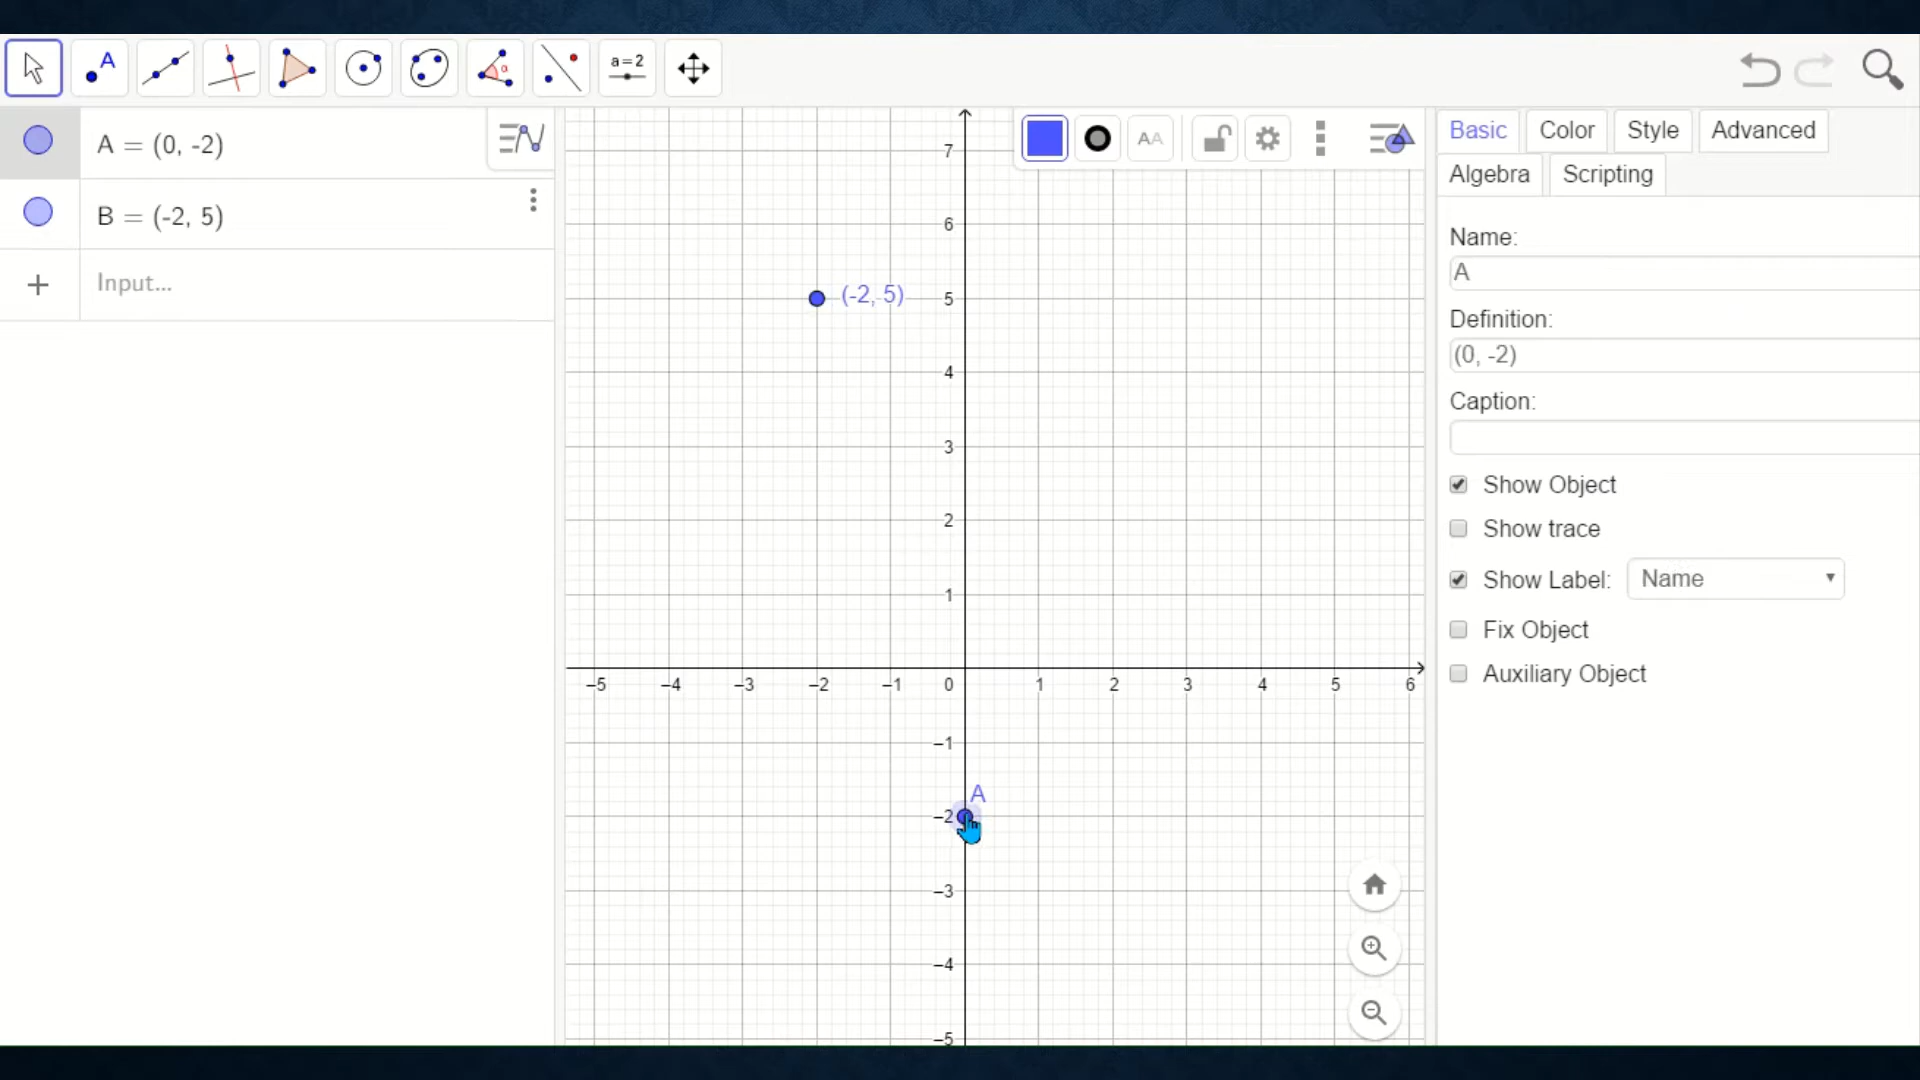 A
α
a=2
A = (0, -2)
B = (-2, 5)
Input...
AA
7
6
5
4
3
2
1
0
–1
–2
–3
–4
–5
–5 –4 –3 –2 –1 1 2 3 4 5 6
(-2, 5)
A
Basic Color Style Advanced
Algebra Scripting
Name:
A
Definition:
(0, -2)
Caption:
Show Object
Show trace
Show Label: Name
Fix Object
Auxiliary Object